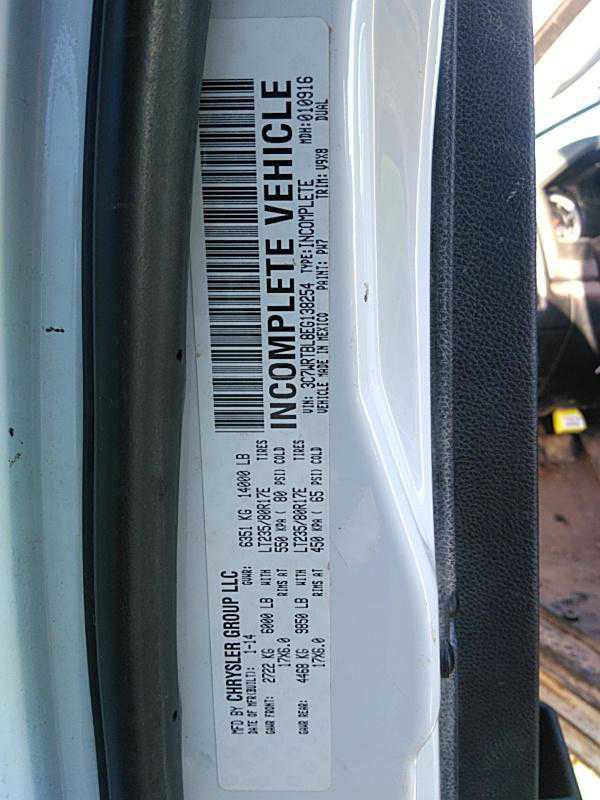 MFD BY CHRYSLER GROUP LLC
DATE OF MFR(BUILT): 1-14 GVWR: 6351 KG 14000 LB
GAWR FRONT: 2722 KG 6000 LB WITH LT235/80R17E TIRES
17X6.0 RIMS AT 550 KPA ( 80 PSI) COLD
GAWR REAR: 4468 KG 9850 LB WITH LT235/80R17E TIRES
17X6.0 RIMS AT 450 KPA ( 65 PSI) COLD
INCOMPLETE VEHICLE
MDH:010916
DUAL
VIN: 3C7WRTBL8EG138254 TYPE:INCOMPLETE
VEHICLE MADE IN MEXICO PAINT: PW7 TRIM: V9X8